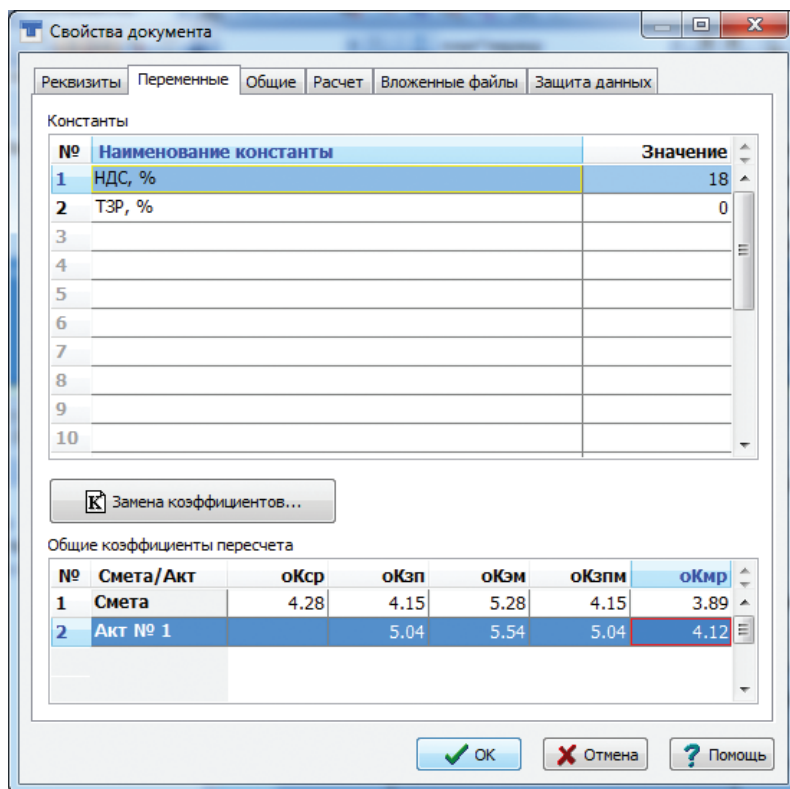 Свойства документа
Реквизиты Переменные Общие Расчет Вложенные файлы Защита данных
Константы
№ Наименование константы Значение
1 НДС, % 18
2 ТЗР, % 0
3
4
5
6
7
8
9
10
K Замена коэффициентов...
Общие коэффициенты пересчета
№ Смета/Акт оКср оКзп оКэм оКзпм оКмр
1 Смета 4.28 4.15 5.28 4.15 3.89
2 Акт № 1 5.04 5.54 5.04 4.12
OK Отмена ? Помощь